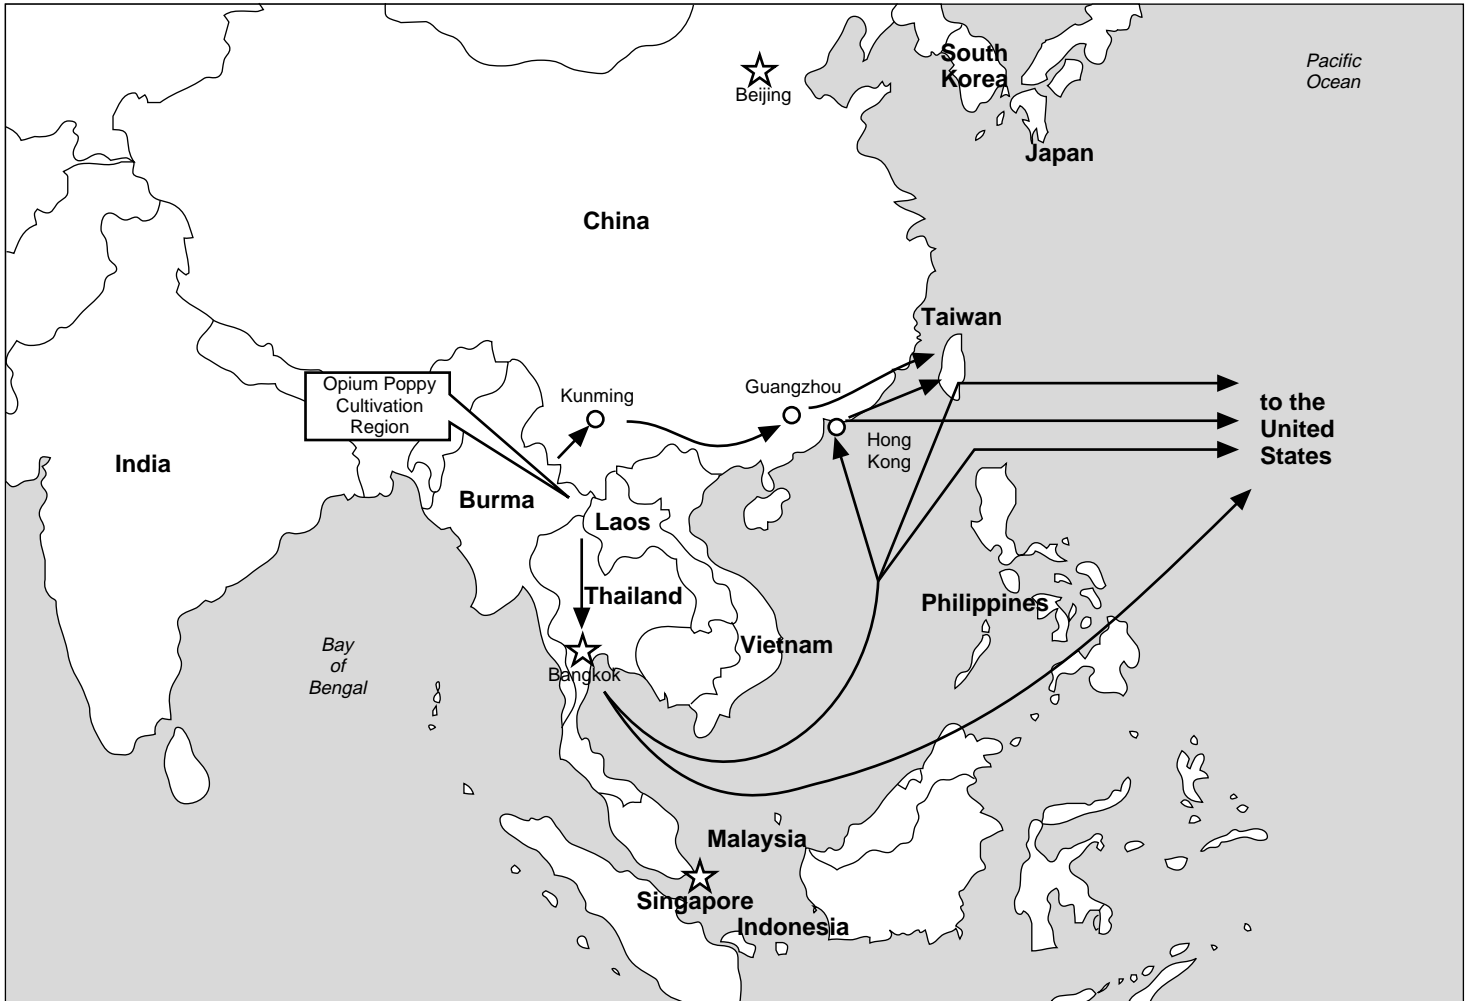 South
Korea
Pacific
Ocean
Beijing
Japan
China
Taiwan
Opium Poppy
Cultivation
Region
Kunming
Guangzhou
to the
United
States
Hong
Kong
India
Burma
Laos
Thailand
Philippines
Vietnam
Bay
of
Bengal
Bangkok
Malaysia
Singapore
Indonesia